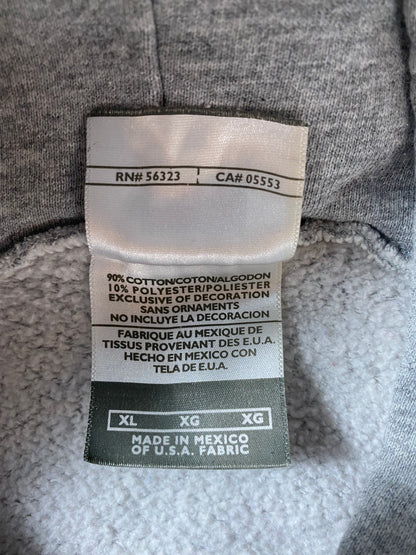 RN# 56323 CA# 05553
90% COTTON/COTON/ALGODON
10% POLYESTER/POLIESTER
EXCLUSIVE OF DECORATION
SANS ORNAMENTS
NO INCLUYE LA DECORACION
FABRIQUE AU MEXIQUE DE
TISSUS PROVENANT DES E.U.A.
HECHO EN MEXICO CON
TELA DE E.U.A.
XL XG XG
MADE IN MEXICO
OF U.S.A. FABRIC